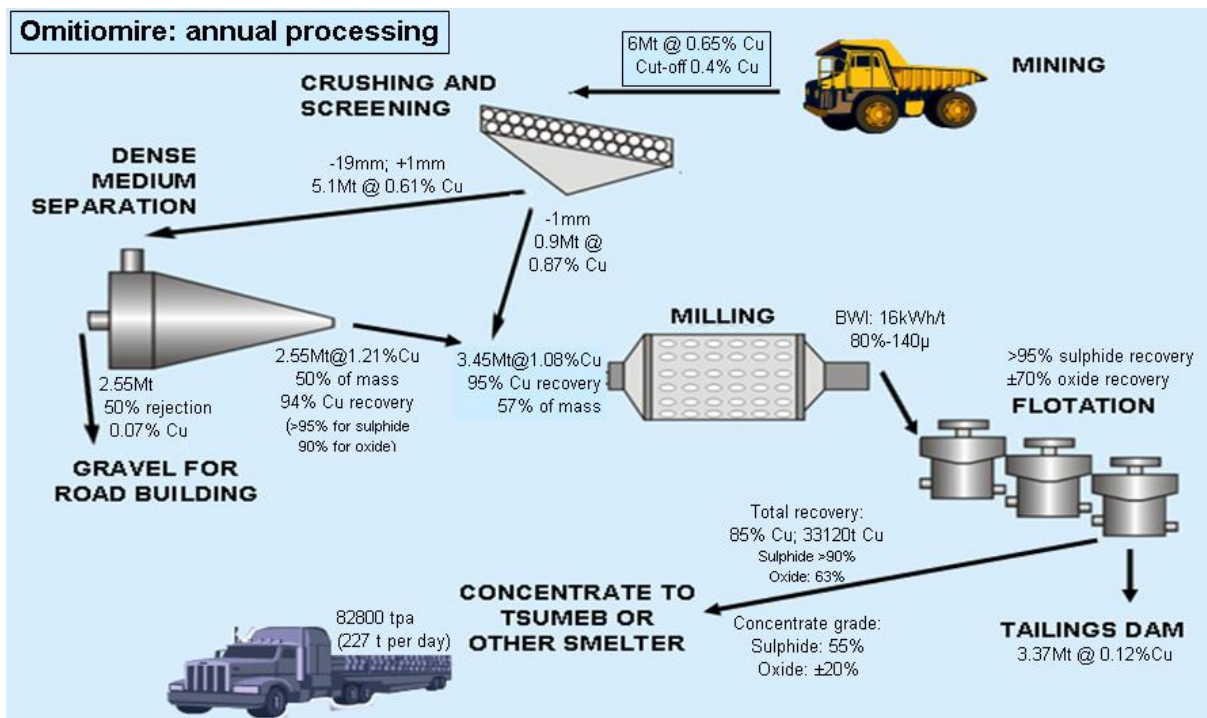 Omitiomire: annual processing
6Mt @ 0.65% Cu
Cut-off 0.4% Cu
MINING
CRUSHING AND
SCREENING
DENSE
MEDIUM
SEPARATION
-19mm; +1mm
5.1Mt @ 0.61% Cu
-1mm
0.9Mt @
0.87% Cu
2.55Mt
50% rejection
0.07% Cu
GRAVEL FOR
ROAD BUILDING
2.55Mt@1.21%Cu
50% of mass
94% Cu recovery
(>95% for sulphide
90% for oxide)
3.45Mt@1.08%Cu
95% Cu recovery
57% of mass
MILLING
BWI: 16kWh/t
80%-140µ
>95% sulphide recovery
±70% oxide recovery
FLOTATION
Total recovery:
85% Cu; 33120t Cu
Sulphide >90%
Oxide: 63%
CONCENTRATE TO
TSUMEB OR
OTHER SMELTER
82800 tpa
(227 t per day)
Concentrate grade:
Sulphide: 55%
Oxide: ±20%
TAILINGS DAM
3.37Mt @ 0.12%Cu